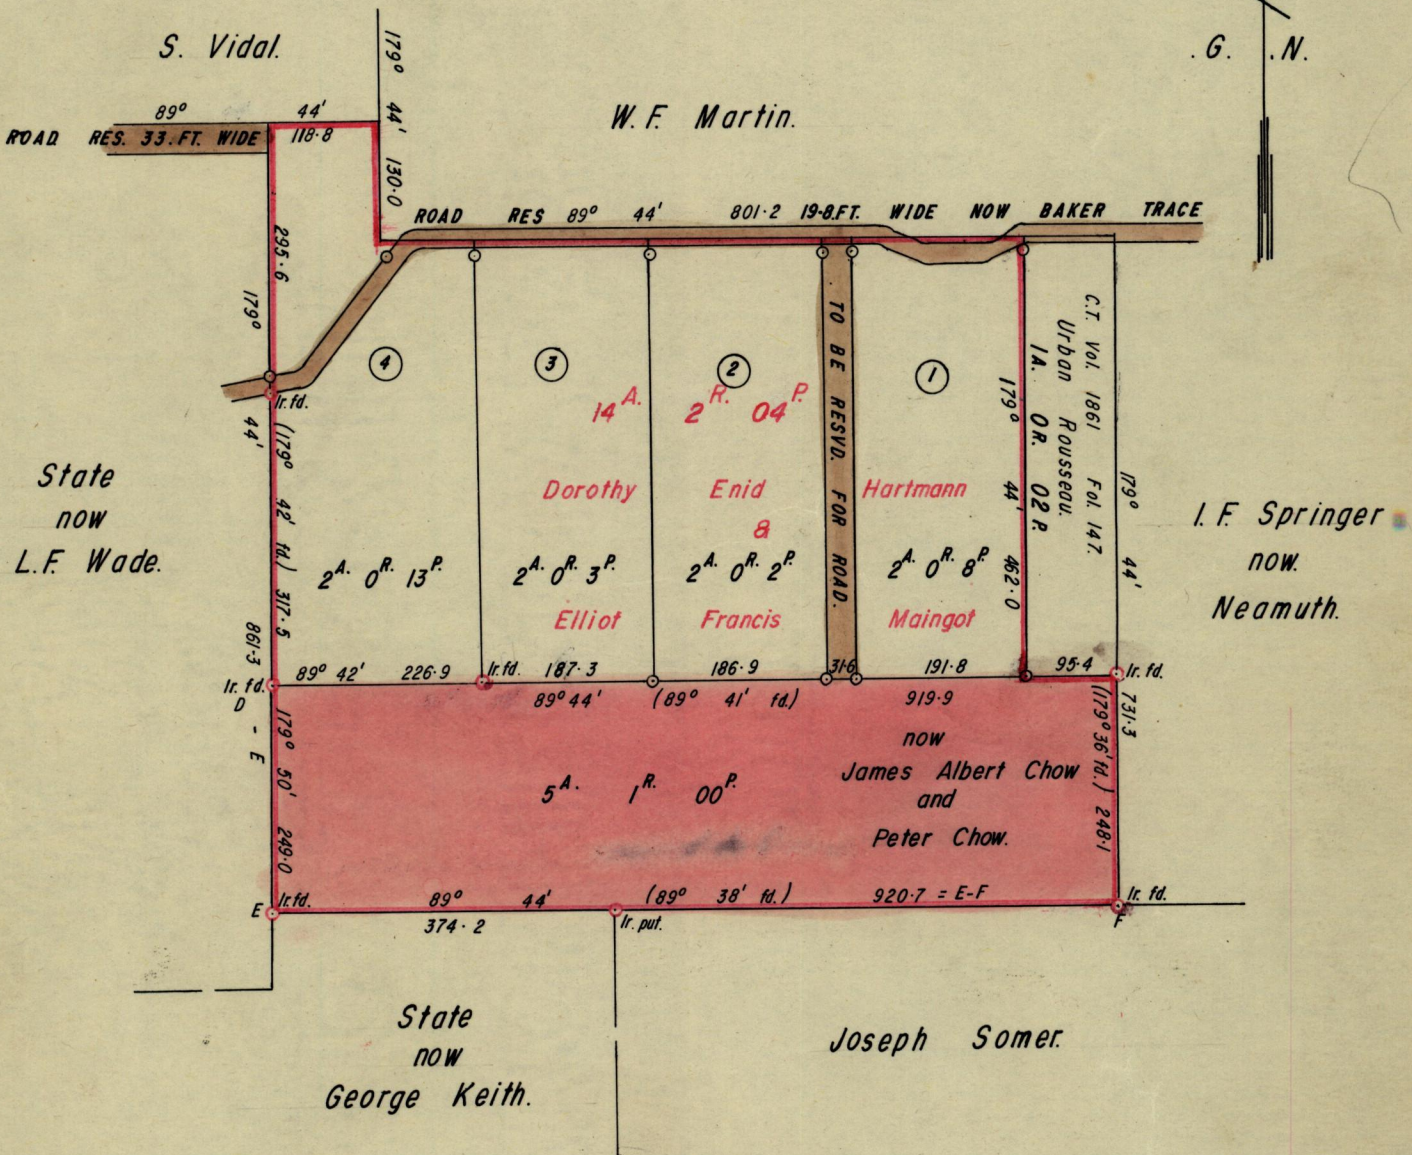 S. Vidal.
179° 44' 130·0
.G. .N.
89° 44'
W.F. Martin.
ROAD RES. 33.FT. WIDE
118·8
ROAD RES 89° 44' 801·2 19·8.FT. WIDE NOW BAKER TRACE
295·6
179° 44' 861·3
D - E
Ir. fd.
(179° 42' fd.) 317·5
4
3
2
1
TO BE RESVD. FOR ROAD.
179° 44' 462·0
1A. 0R. 02P.
Urban Rousseau.
C.T. Vol. 1861 Fol. 147.
179° 44'
731·3
14A. 2R. 04P.
State
now
L.F. Wade.
Dorothy Enid Hartmann
&
Elliot Francis Maingot
I.F. Springer
now.
Neamuth.
2A. 0R. 13P.
2A. 0R. 3P.
2A. 0R. 2P.
2A. 0R. 8P.
Ir. fd.
89° 42' 226·9
Ir. fd.
187·3
186·9
31·6
191·8
95·4
Ir. fd.
89° 44' (89° 41' fd.) 919·9
179° 50' 249·0
(179° 36' fd.) 248·1
now
James Albert Chow
and
Peter Chow.
5A. 1R. 00P.
E
Ir. fd.
89° 44' (89° 38' fd.) 920·7 = E-F
Ir. fd.
F
374·2
Ir. put.
State
now
George Keith.
Joseph Somer.